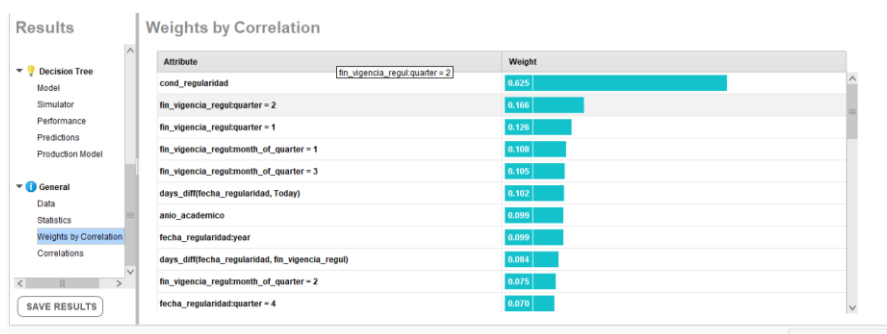 Results
Weights by Correlation
Decision Tree
Model
Simulator
Performance
Predictions
Production Model
General
Data
Statistics
Weights by Correlation
Correlations
SAVE RESULTS
Attribute Weight
fin_vigencia_regul:quarter = 2
cond_regularidad 0.625
fin_vigencia_regul:quarter = 2 0.166
fin_vigencia_regul:quarter = 1 0.126
fin_vigencia_regul:month_of_quarter = 1 0.108
fin_vigencia_regul:month_of_quarter = 3 0.105
days_diff(fecha_regularidad, Today) 0.102
anio_academico 0.099
fecha_regularidad:year 0.099
days_diff(fecha_regularidad, fin_vigencia_regul) 0.084
fin_vigencia_regul:month_of_quarter = 2 0.075
fecha_regularidad:quarter = 4 0.070